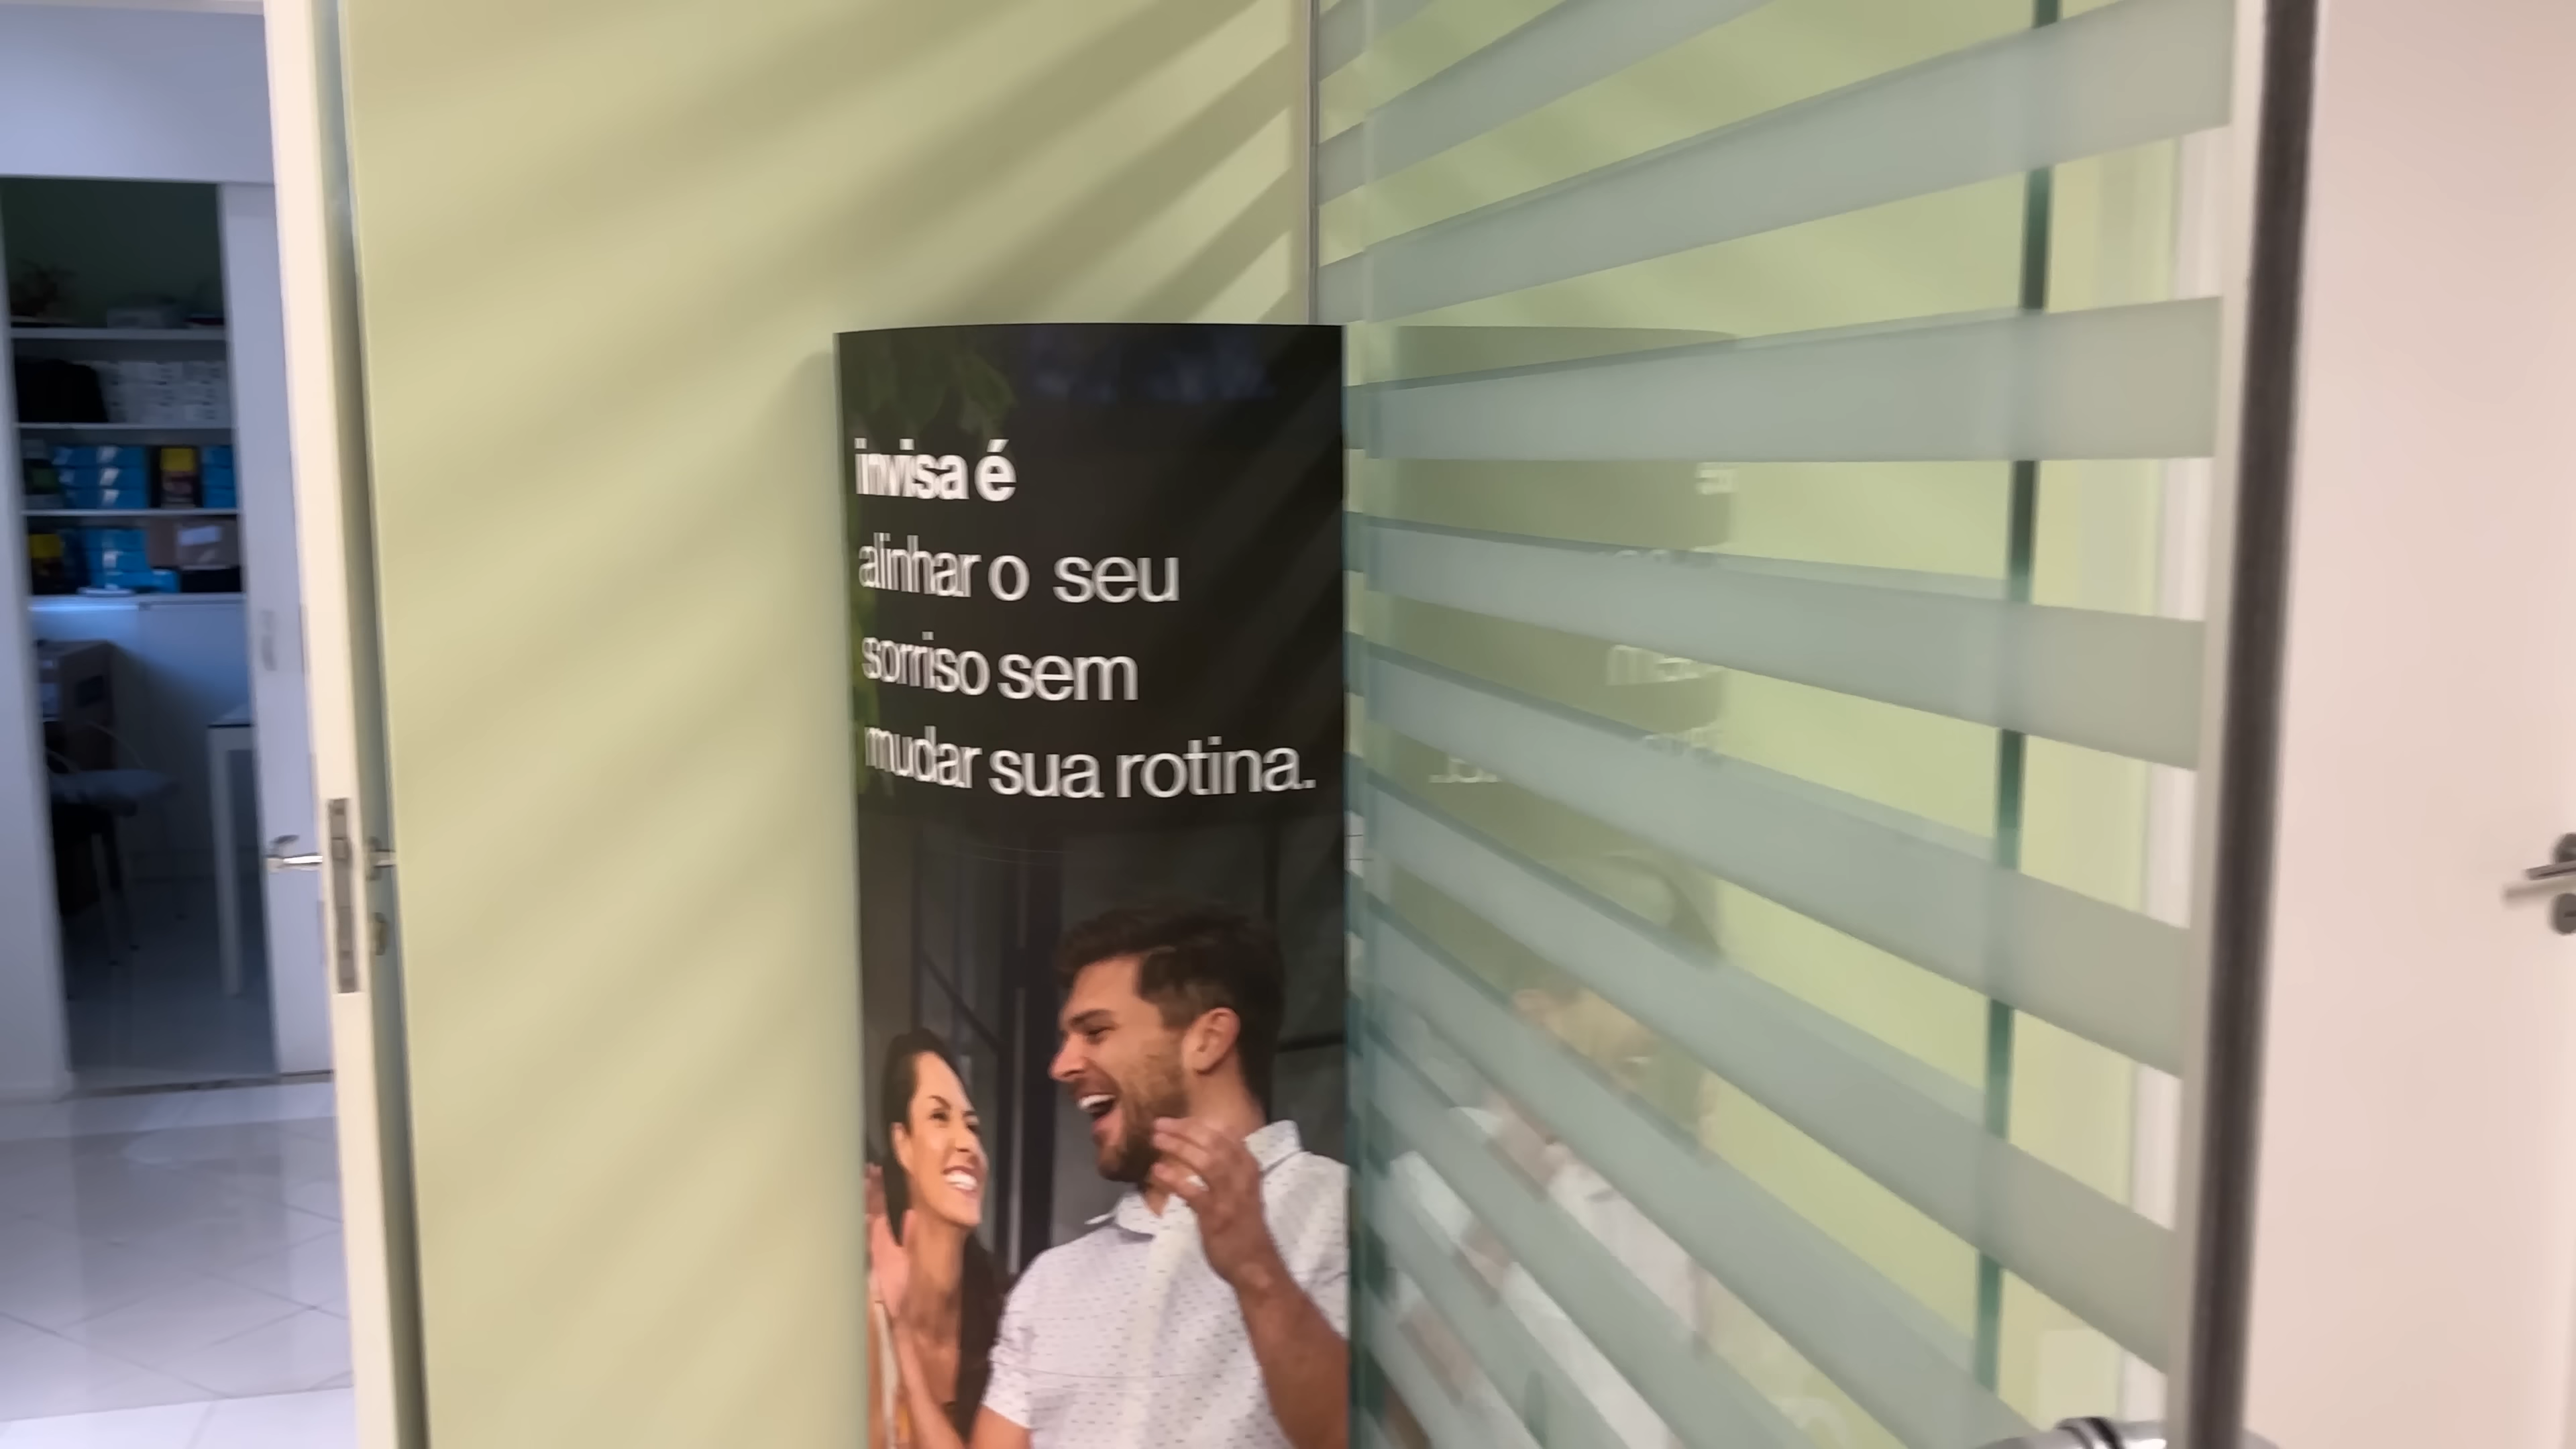 invisa é
alinhar o seu
sorriso sem
mudar sua rotina.